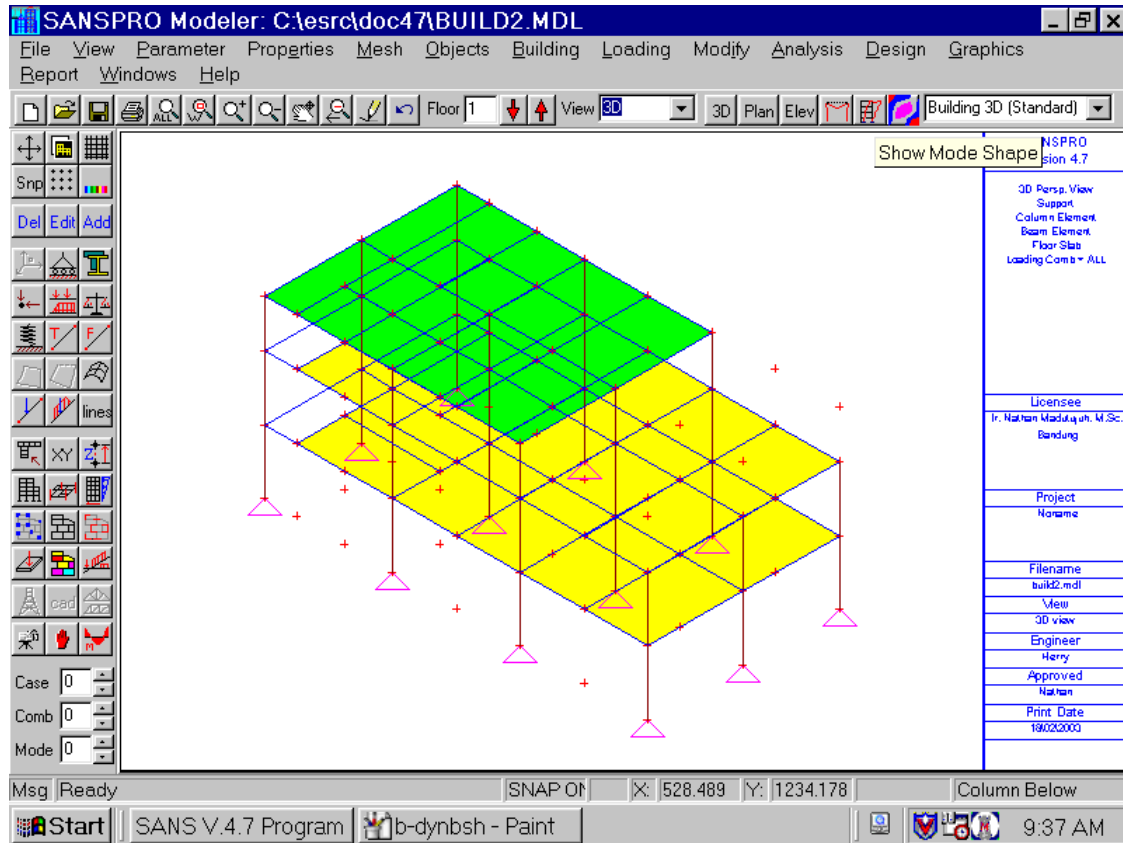 SANSPRO Modeler: C:\esrc\doc47\BUILD2.MDL
File View Parameter Properties Mesh Objects Building Loading Modify Analysis Design Graphics
Report Windows Help
ALL Floor 1 View 3D 3D Plan Elev Building 3D (Standard)
Show Mode Shape
NSPRO
sion 4.7
Snp
3D Persp. View
Support
Column Element
Beam Element
Floor Slab
Loading Comb = ALL
Del Edit Add
T F
lines
Licensee
Ir. Nathan Madutujuh, M.Sc.
Bandung
XY Z
Project
Noname
Filename
build2.mdl
cad
View
3D view
M
Engineer
Herry
Approved
Nathan
Print Date
18/02/2000
Case 0
Comb 0
Mode 0
Msg Ready SNAP ON X: 528.489 Y: 1234.178 Column Below
Start SANS V.4.7 Program b-dynbsh - Paint 9:37 AM